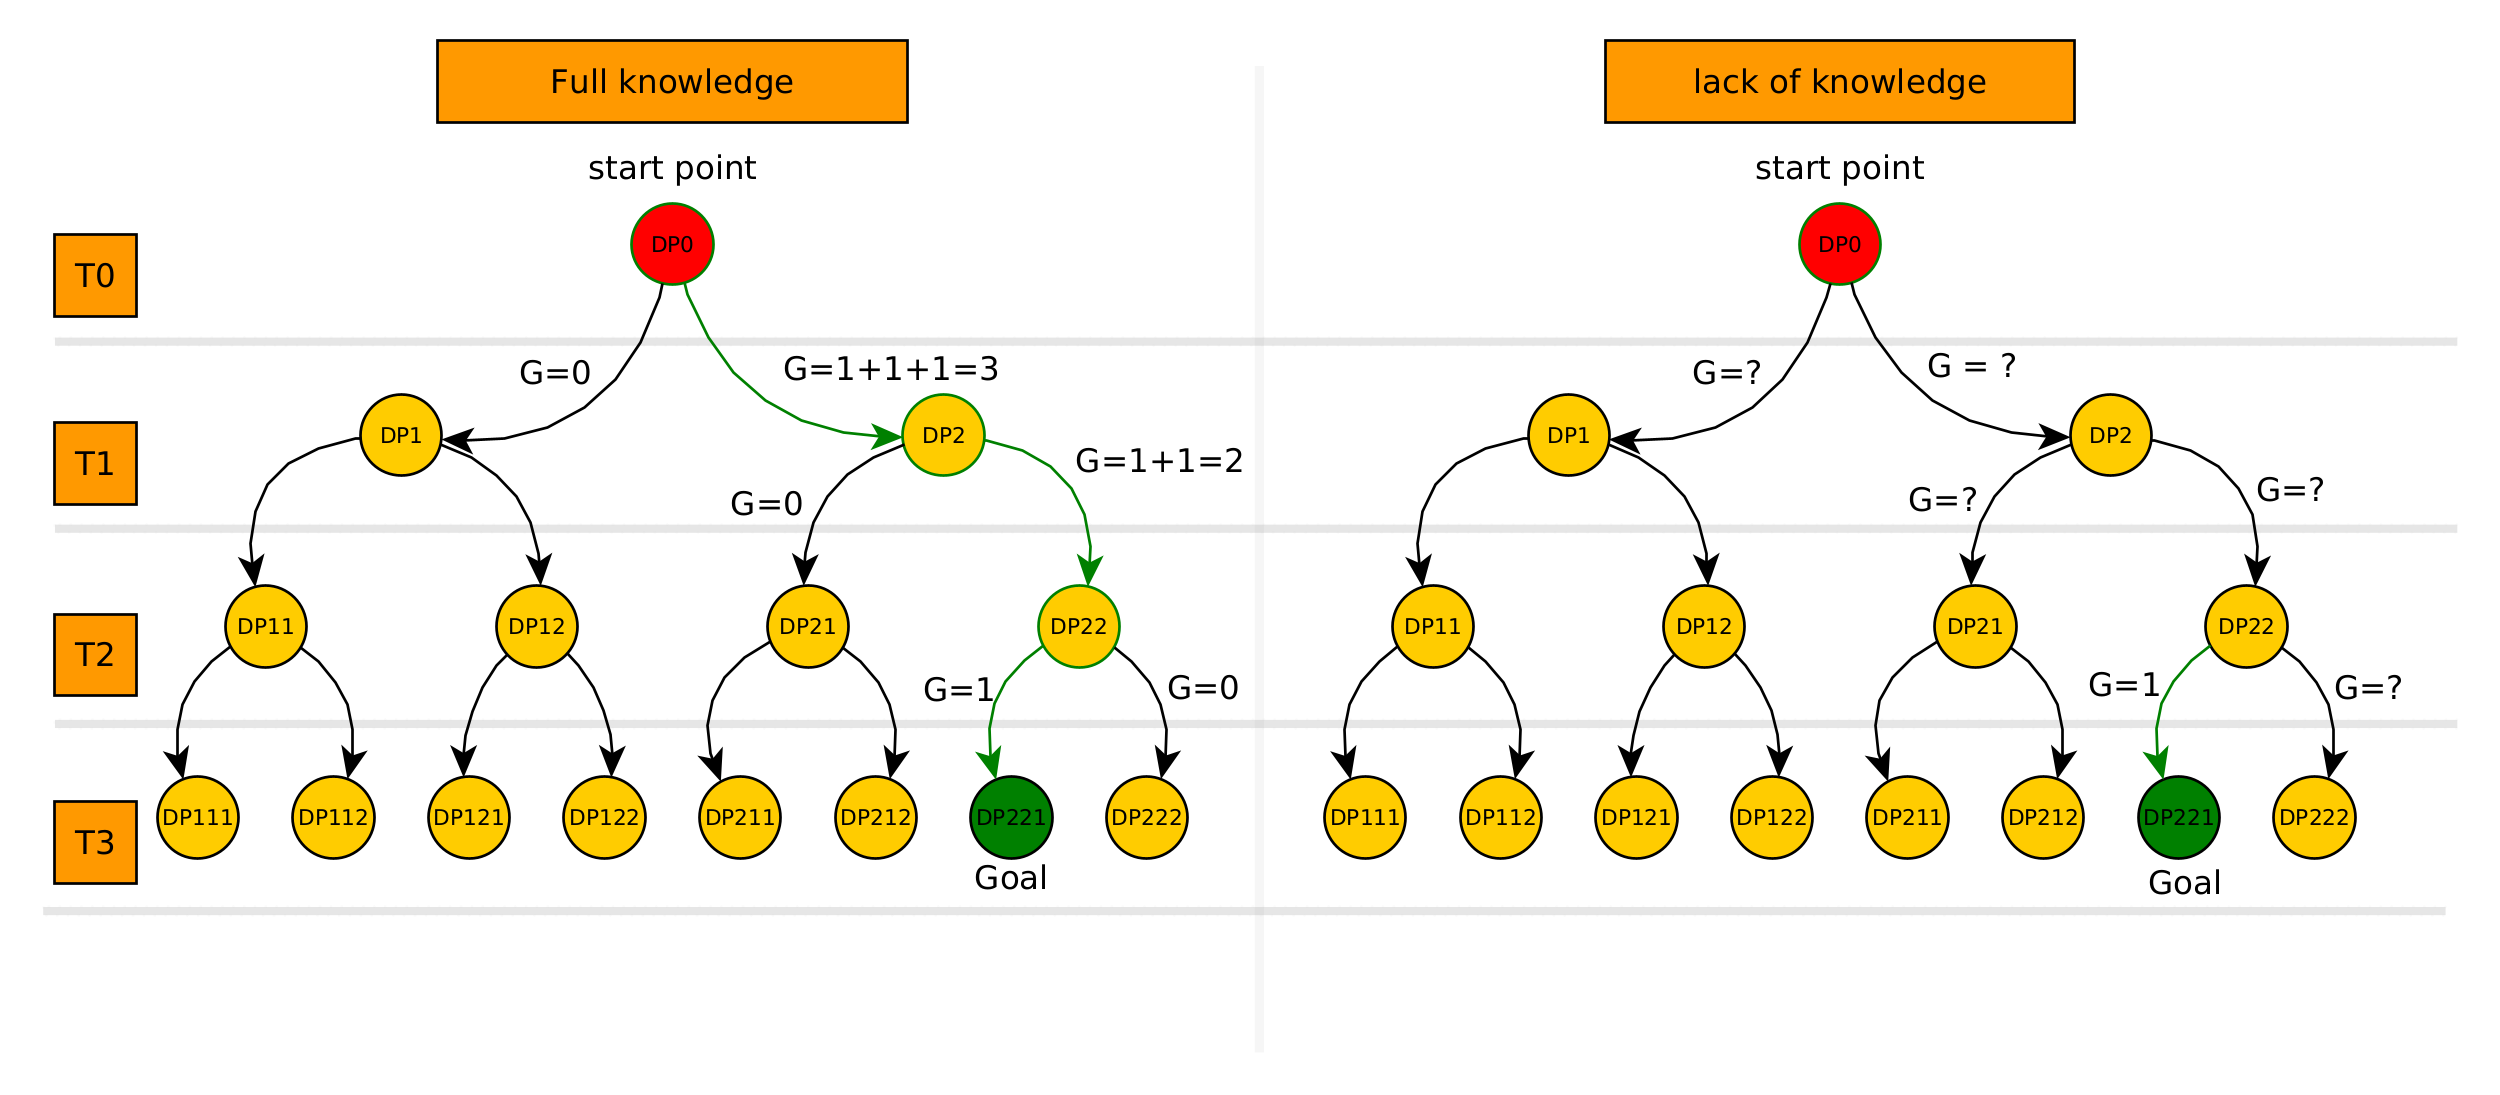 Full knowledge
lack of knowledge
start point
start point
DP0
DP0
T0
G=0
G=1+1+1=3
G=?
G = ?
DP1
DP2
DP1
DP2
T1
G=1+1=2
G=0
G=?
G=?
DP11
DP12
DP21
DP22
DP11
DP12
DP21
DP22
T2
G=1
G=0
G=1
G=?
DP111
DP112
DP121
DP122
DP211
DP212
DP221
DP222
DP111
DP112
DP121
DP122
DP211
DP212
DP221
DP222
T3
Goal
Goal